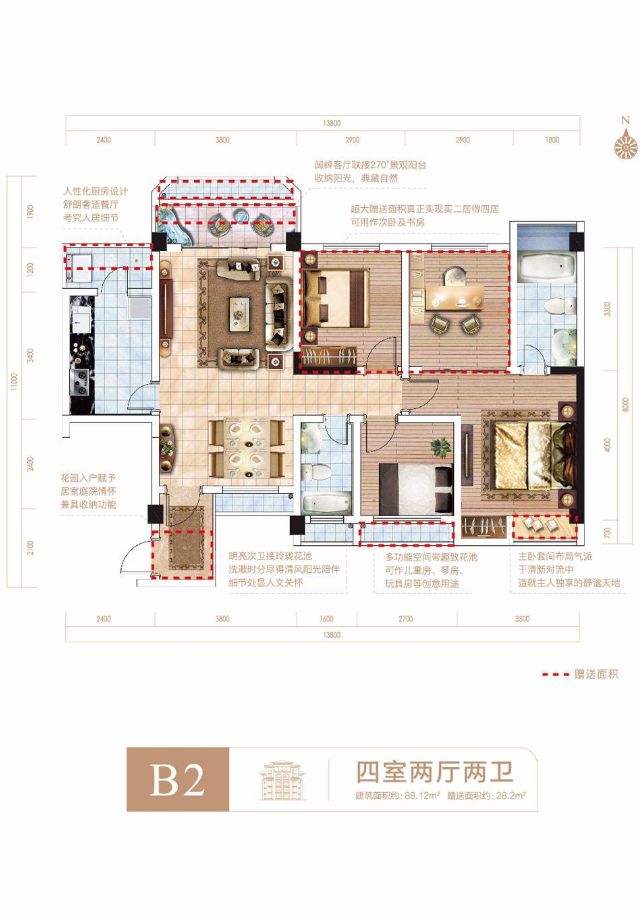 13800
2400 3800 2900 2900 1800
N
阔绰客厅联接270°景观阳台
收纳阳光，典藏自然
人性化厨房设计
舒朗奢适餐厅
考究人居细节
超大赠送面积真正实现买二居得四居
可用作次卧及书房
1900
1200
3400
2400
2100
11000
3300
4000
700
8000
花园入户赋予
居室庭院情怀
兼具收纳功能
明亮次卫接玲珑花池
洗漱时分尽得清风阳光陪伴
细节处息人文关怀
多功能空间带趣致花池
可作儿童房、琴房、
玩具房等创意用途
主卧套间布局气派
于清新对流中
造就主人独享的静谧天地
2400 3800 1600 2700 3300
13800
赠送面积
B2
四室两厅两卫
建筑面积约：88.12m² 赠送面积约：28.2m²